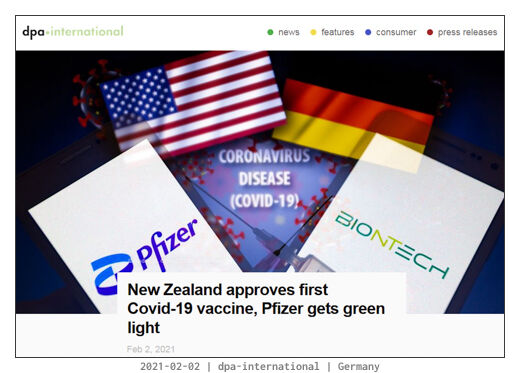 dpa-international
news features consumer press releases
CORONAVIRUS
DISEASE
(COVID-19)
Pfizer
BIONTECH
New Zealand approves first
Covid-19 vaccine, Pfizer gets green
light
Feb 2, 2021
2021-02-02 | dpa-international | Germany